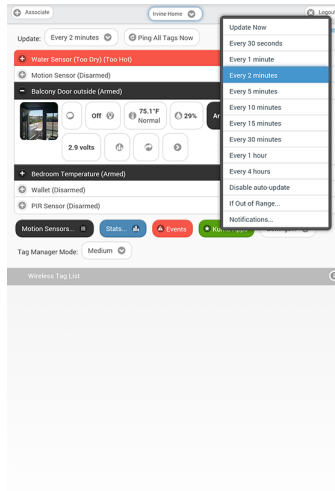 Associate
Irvine Home
Logout
Update:
Every 2 minutes
Ping All Tags Now
Water Sensor (Too Dry) (Too Hot)
Motion Sensor (Disarmed)
Balcony Door outside (Armed)
Off
75.1°F
Normal
29%
2.9 volts
Bedroom Temperature (Armed)
Wallet (Disarmed)
PIR Sensor (Disarmed)
Motion Sensors...
Stats...
Events
Tag Manager Mode:
Medium
Wireless Tag List
Update Now
Every 30 seconds
Every 1 minute
Every 2 minutes
Every 5 minutes
Every 10 minutes
Every 15 minutes
Every 30 minutes
Every 1 hour
Every 4 hours
Disable auto-update
If Out of Range...
Notifications...